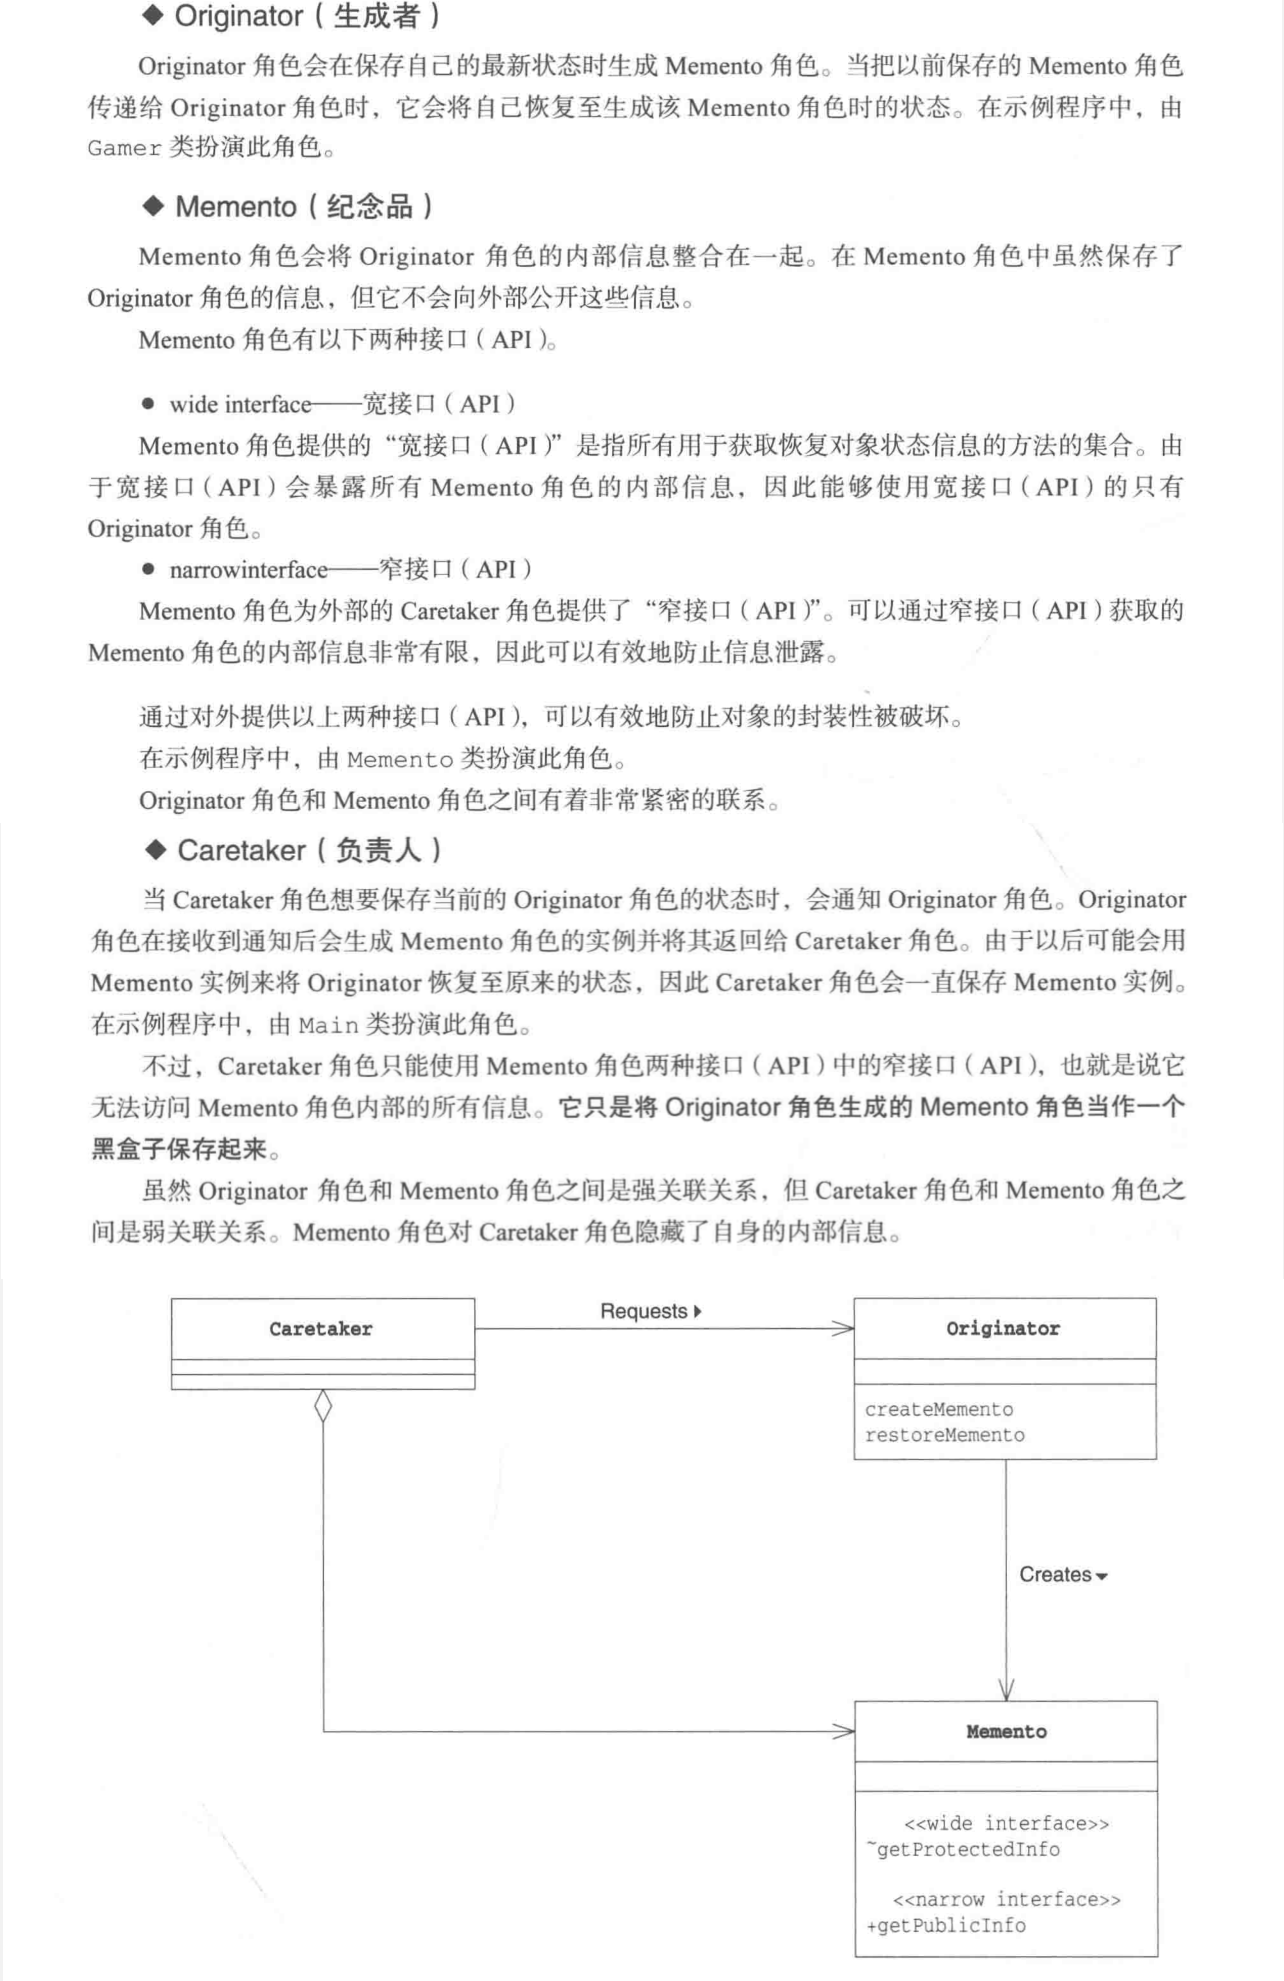 ◆ Originator（生成者）
Originator 角色会在保存自己的最新状态时生成 Memento 角色。当把以前保存的 Memento 角色
传递给 Originator 角色时，它会将自己恢复至生成该 Memento 角色时的状态。在示例程序中，由
Gamer 类扮演此角色。
◆ Memento（纪念品）
Memento 角色会将 Originator 角色的内部信息整合在一起。在 Memento 角色中虽然保存了
Originator 角色的信息，但它不会向外部公开这些信息。
Memento 角色有以下两种接口（API）。
● wide interface——宽接口（API）
Memento 角色提供的“宽接口（API）”是指所有用于获取恢复对象状态信息的方法的集合。由
于宽接口（API）会暴露所有 Memento 角色的内部信息，因此能够使用宽接口（API）的只有
Originator 角色。
● narrowinterface——窄接口（API）
Memento 角色为外部的 Caretaker 角色提供了“窄接口（API）”。可以通过窄接口（API）获取的
Memento 角色的内部信息非常有限，因此可以有效地防止信息泄露。
通过对外提供以上两种接口（API），可以有效地防止对象的封装性被破坏。
在示例程序中，由 Memento 类扮演此角色。
Originator 角色和 Memento 角色之间有着非常紧密的联系。
◆ Caretaker（负责人）
当 Caretaker 角色想要保存当前的 Originator 角色的状态时，会通知 Originator 角色。Originator
角色在接收到通知后会生成 Memento 角色的实例并将其返回给 Caretaker 角色。由于以后可能会用
Memento 实例来将 Originator 恢复至原来的状态，因此 Caretaker 角色会一直保存 Memento 实例。
在示例程序中，由 Main 类扮演此角色。
不过，Caretaker 角色只能使用 Memento 角色两种接口（API）中的窄接口（API），也就是说它
无法访问 Memento 角色内部的所有信息。它只是将 Originator 角色生成的 Memento 角色当作一个
黑盒子保存起来。
虽然 Originator 角色和 Memento 角色之间是强关联关系，但 Caretaker 角色和 Memento 角色之
间是弱关联关系。Memento 角色对 Caretaker 角色隐藏了自身的内部信息。
Caretaker
Requests
Originator
createMemento
restoreMemento
Creates
Memento
<<wide interface>>
~getProtectedInfo
<<narrow interface>>
+getPublicInfo